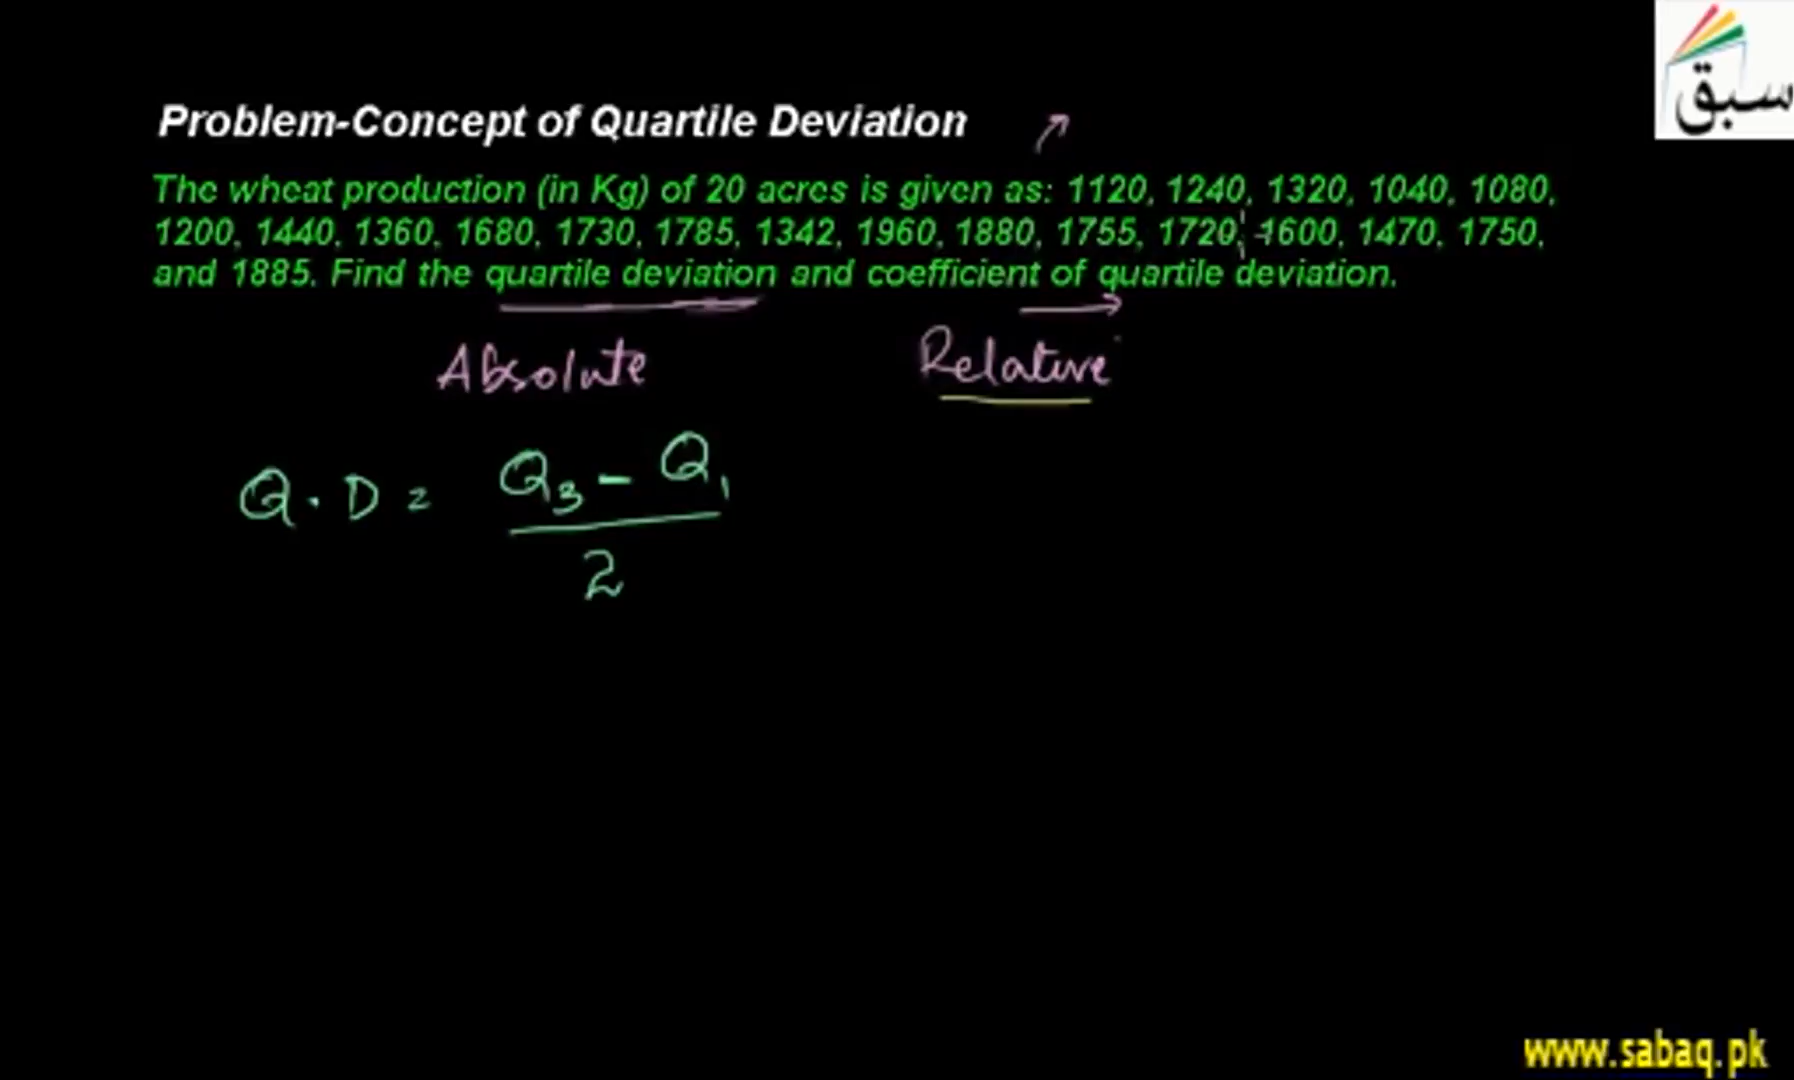 سبق
Problem-Concept of Quartile Deviation
The wheat production (in Kg) of 20 acres is given as: 1120, 1240, 1320, 1040, 1080,
1200, 1440, 1360, 1680, 1730, 1785, 1342, 1960, 1880, 1755, 1720, 1600, 1470, 1750,
and 1885. Find the quartile deviation and coefficient of quartile deviation.
Absolute Relative
Q.D = Q3 - Q1
2
www.sabaq.pk